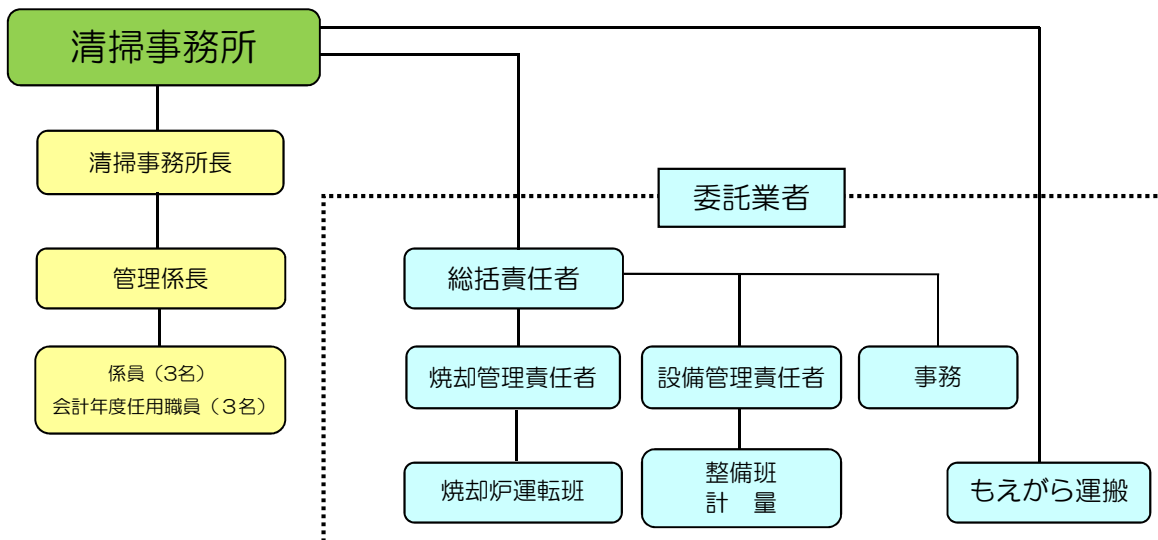 清掃事務所
清掃事務所長
委託業者
管理係長
総括責任者
係員（3名）
会計年度任用職員（３名）
焼却管理責任者
設備管理責任者
事務
焼却炉運転班
整備班
計　量
もえがら運搬